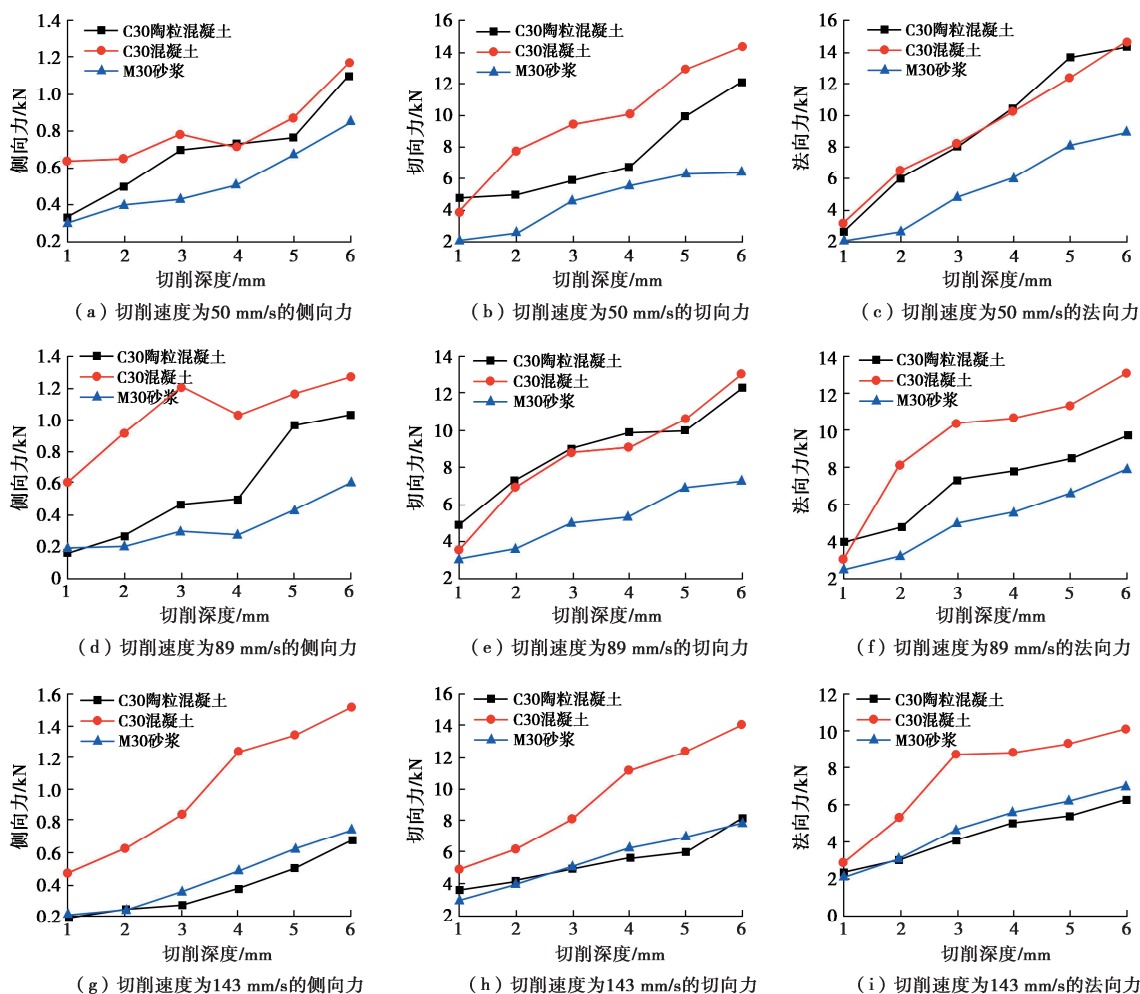 C30陶粒混凝土
C30混凝土
M30砂浆
侧向力/kN
1.4
1.2
1.0
0.8
0.6
0.4
0.2
1 2 3 4 5 6
切削深度/mm
（a）切削速度为50 mm/s的侧向力
C30陶粒混凝土
C30混凝土
M30砂浆
切向力/kN
16
14
12
10
8
6
4
2
1 2 3 4 5 6
切削深度/mm
（b）切削速度为50 mm/s的切向力
C30陶粒混凝土
C30混凝土
M30砂浆
法向力/kN
16
14
12
10
8
6
4
2
1 2 3 4 5 6
切削深度/mm
（c）切削速度为50 mm/s的法向力
C30陶粒混凝土
C30混凝土
M30砂浆
侧向力/kN
1.4
1.2
1.0
0.8
0.6
0.4
0.2
0
1 2 3 4 5 6
切削深度/mm
（d）切削速度为89 mm/s的侧向力
C30陶粒混凝土
C30混凝土
M30砂浆
切向力/kN
14
12
10
8
6
4
2
1 2 3 4 5 6
切削深度/mm
（e）切削速度为89 mm/s的切向力
C30陶粒混凝土
C30混凝土
M30砂浆
法向力/kN
14
12
10
8
6
4
2
1 2 3 4 5 6
切削深度/mm
（f）切削速度为89 mm/s的法向力
C30陶粒混凝土
C30混凝土
M30砂浆
侧向力/kN
1.6
1.4
1.2
1.0
0.8
0.6
0.4
0.2
1 2 3 4 5 6
切削深度/mm
（g）切削速度为143 mm/s的侧向力
C30陶粒混凝土
C30混凝土
M30砂浆
切向力/kN
16
14
12
10
8
6
4
2
1 2 3 4 5 6
切削深度/mm
（h）切削速度为143 mm/s的切向力
C30陶粒混凝土
C30混凝土
M30砂浆
法向力/kN
12
10
8
6
4
2
0
1 2 3 4 5 6
切削深度/mm
（i）切削速度为143 mm/s的法向力